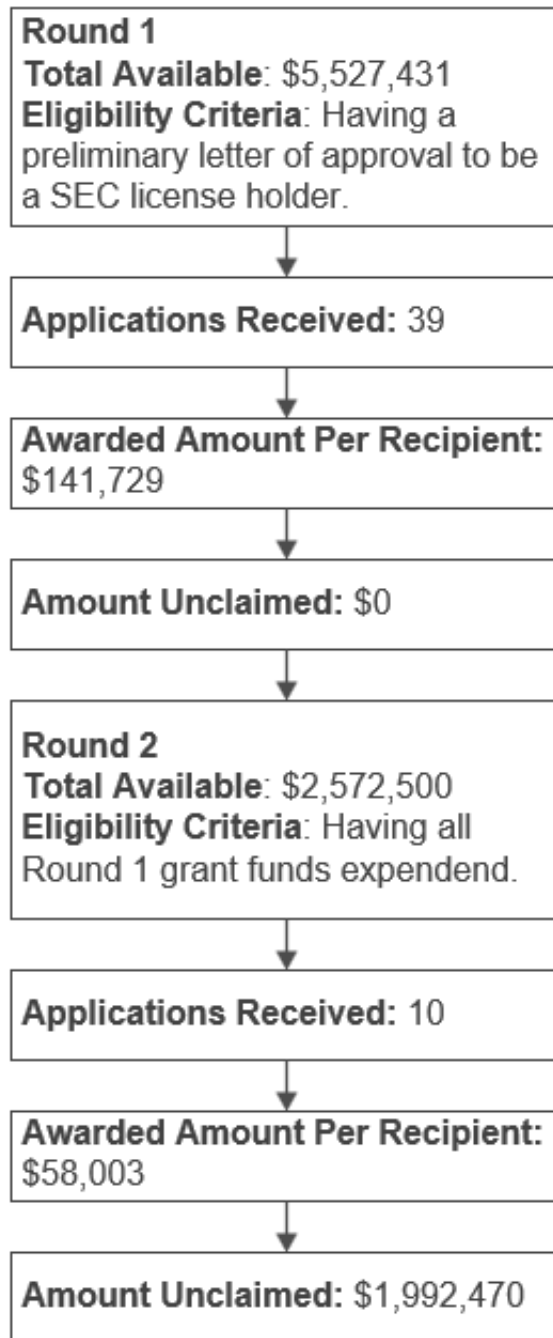 Round 1
Total Available: $5,527,431
Eligibility Criteria: Having a
preliminary letter of approval to be
a SEC license holder.
Applications Received: 39
Awarded Amount Per Recipient:
$141,729
Amount Unclaimed: $0
Round 2
Total Available: $2,572,500
Eligibility Criteria: Having all
Round 1 grant funds expendend.
Applications Received: 10
Awarded Amount Per Recipient:
$58,003
Amount Unclaimed: $1,992,470